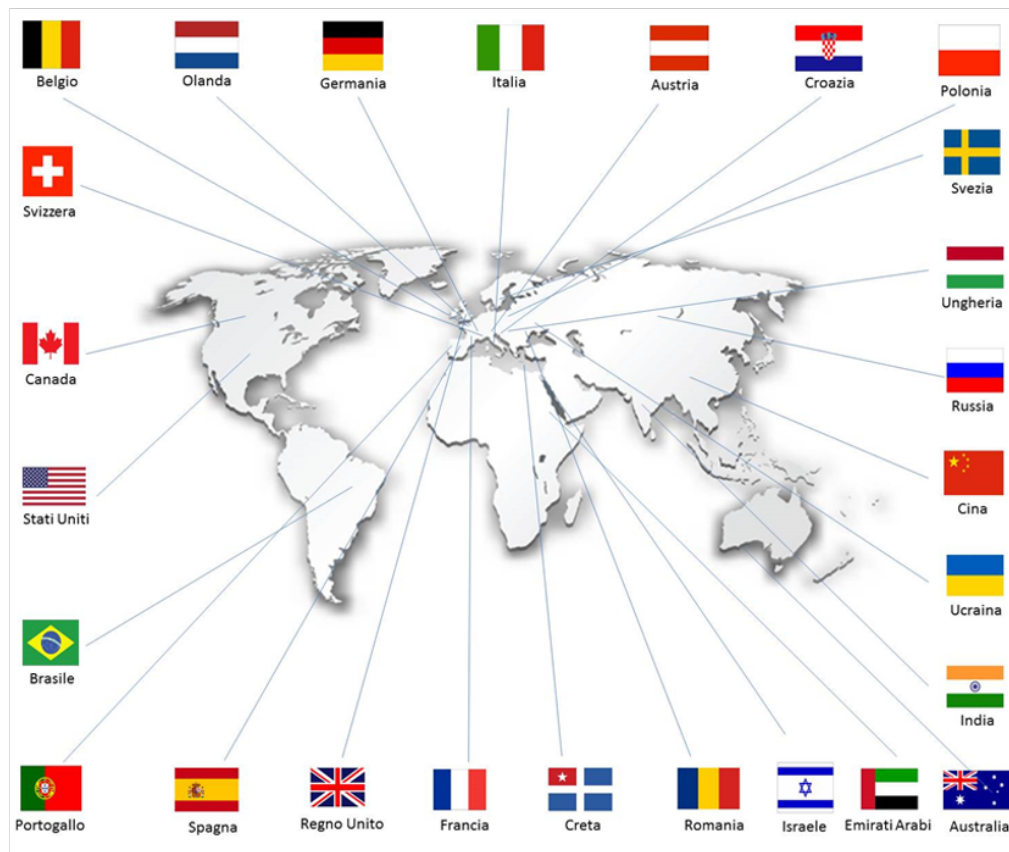 Belgio
Olanda
Germania
Italia
Austria
Croazia
Polonia
Svizzera
Svezia
Ungheria
Canada
Russia
Stati Uniti
Cina
Ucraina
Brasile
India
Portogallo
Spagna
Regno Unito
Francia
Creta
Romania
Israele
Emirati Arabi
Australia